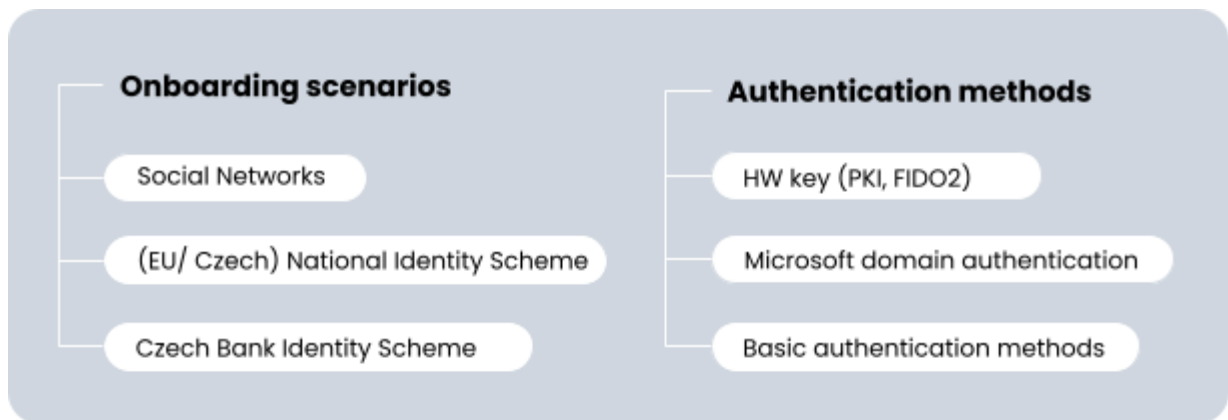 Onboarding scenarios
Social Networks
(EU/ Czech) National Identity Scheme
Czech Bank Identity Scheme
Authentication methods
HW key (PKI, FIDO2)
Microsoft domain authentication
Basic authentication methods